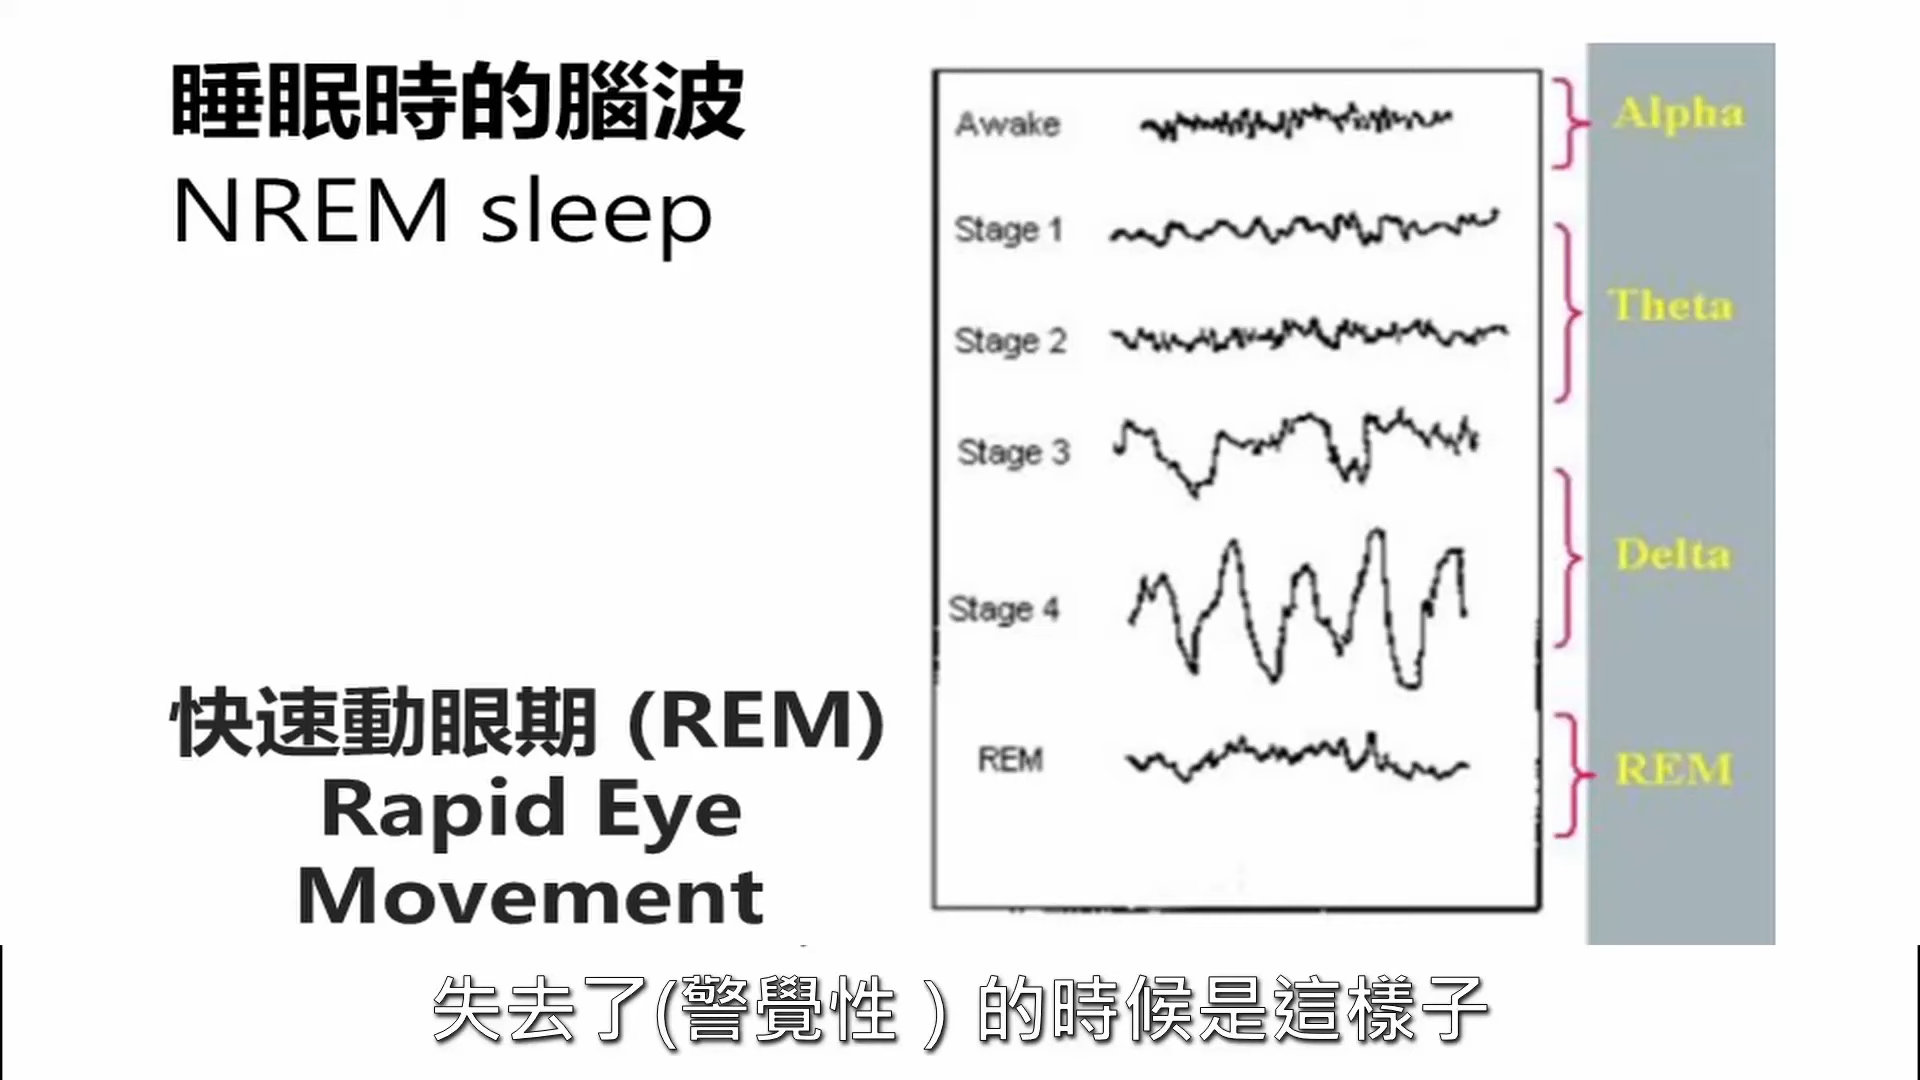 睡眠時的腦波
NREM sleep
快速動眼期 (REM)
Rapid Eye
Movement
Awake
Stage 1
Stage 2
Stage 3
Stage 4
REM
Alpha
Theta
Delta
REM
失去了(警覺性）的時候是這樣子